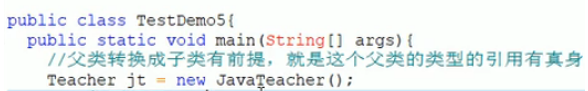 public class TestDemo5{
public static void main(String[] args){
//父类转换成子类有前提，就是这个父类的类型的引用有真身
Teacher jt = new JavaTeacher();